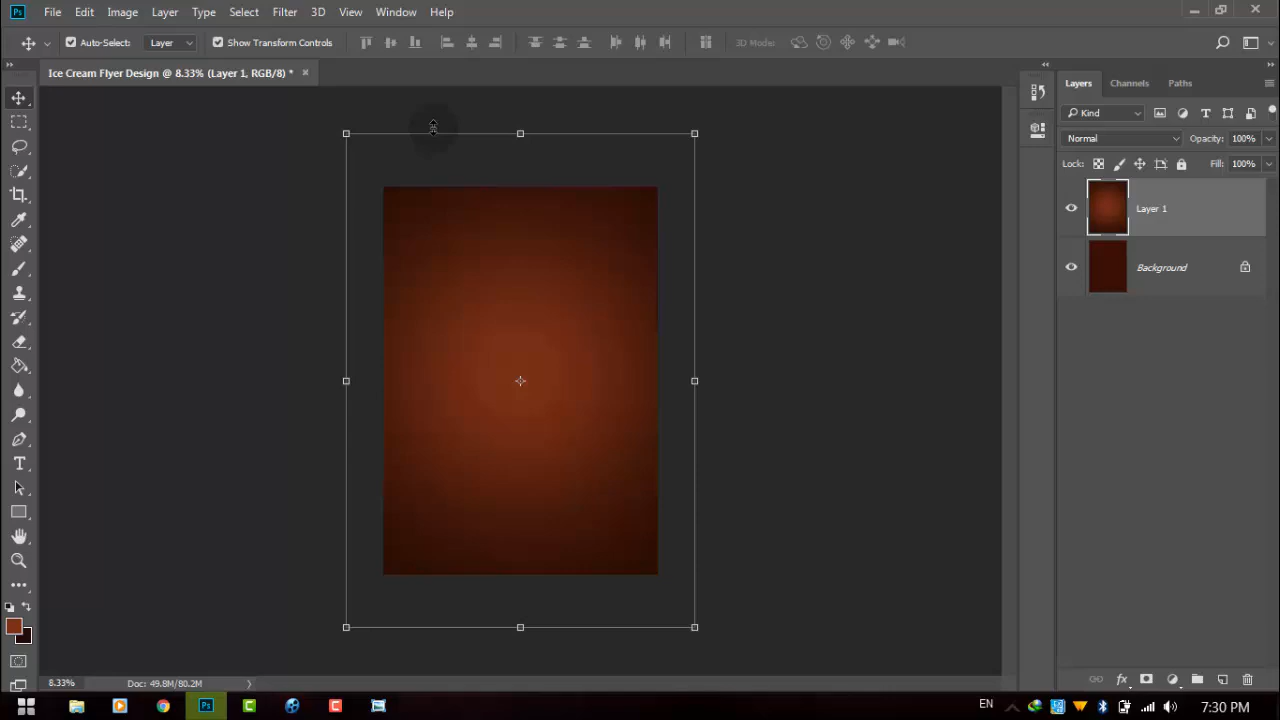 Ps File Edit Image Layer Type Select Filter 3D View Window Help
Auto-Select: Layer Show Transform Controls 3D Mode:
Ice Cream Flyer Design @ 8.33% (Layer 1, RGB/8) *
Layers Channels Paths
Kind
Normal Opacity: 100%
Lock: Fill: 100%
Layer 1
Background
8.33% Doc: 49.8M/80.2M
EN 7:30 PM